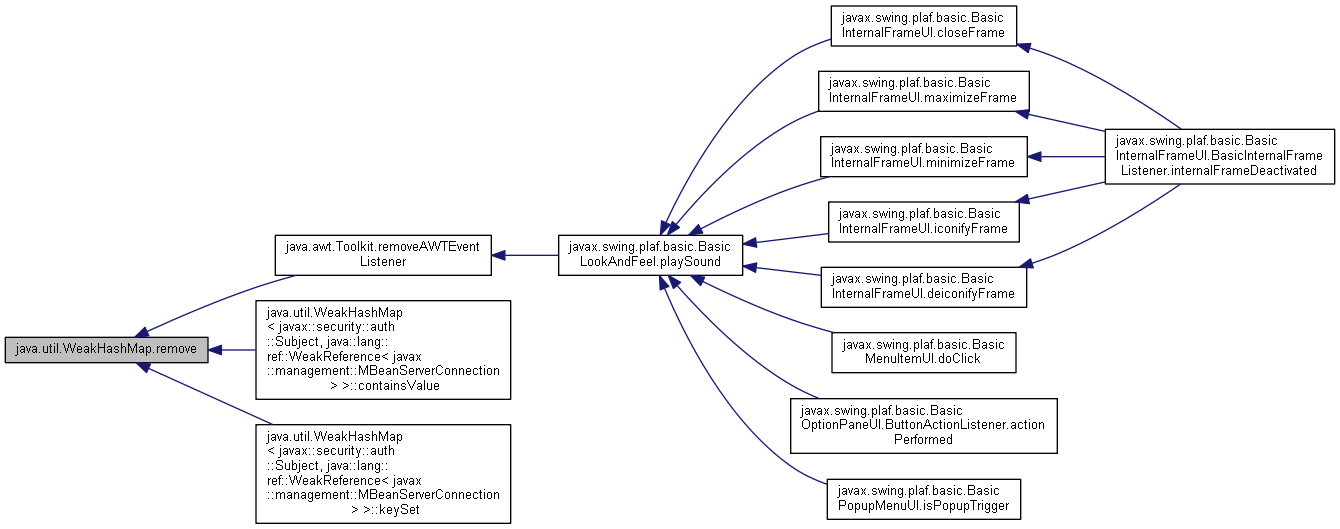 java.util.WeakHashMap.remove
java.awt.Toolkit.removeAWTEvent
Listener
java.util.WeakHashMap
< javax::security::auth
::Subject, java::lang::
ref::WeakReference< javax
::management::MBeanServerConnection
> >::containsValue
java.util.WeakHashMap
< javax::security::auth
::Subject, java::lang::
ref::WeakReference< javax
::management::MBeanServerConnection
> >::keySet
javax.swing.plaf.basic.Basic
LookAndFeel.playSound
javax.swing.plaf.basic.Basic
InternalFrameUI.closeFrame
javax.swing.plaf.basic.Basic
InternalFrameUI.maximizeFrame
javax.swing.plaf.basic.Basic
InternalFrameUI.minimizeFrame
javax.swing.plaf.basic.Basic
InternalFrameUI.iconifyFrame
javax.swing.plaf.basic.Basic
InternalFrameUI.deiconifyFrame
javax.swing.plaf.basic.Basic
MenuItemUI.doClick
javax.swing.plaf.basic.Basic
OptionPaneUI.ButtonActionListener.action
Performed
javax.swing.plaf.basic.Basic
PopupMenuUI.isPopupTrigger
javax.swing.plaf.basic.Basic
InternalFrameUI.BasicInternalFrame
Listener.internalFrameDeactivated